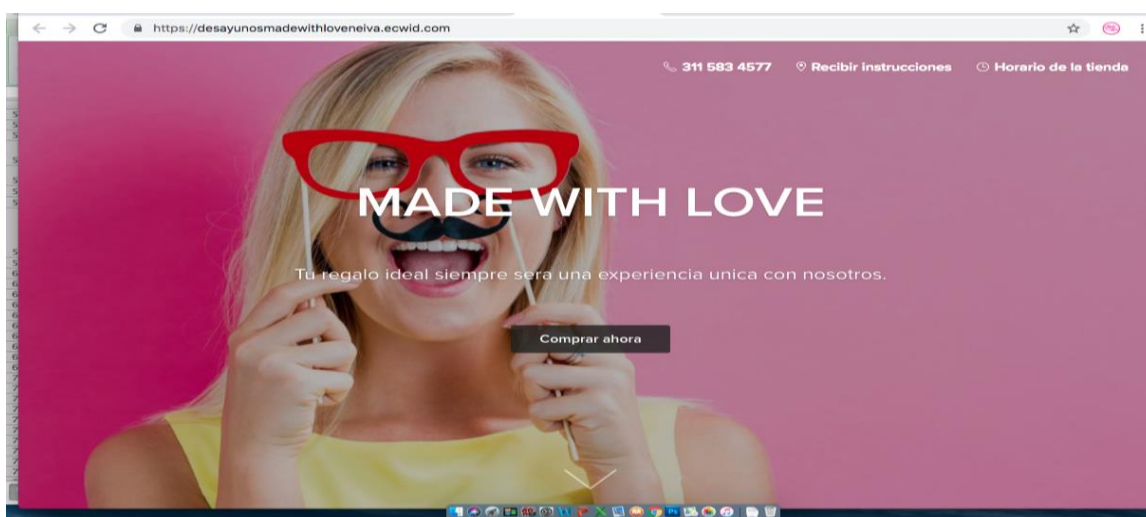 https://desayunosmadewithloveneiva.ecwid.com
311 583 4577 Recibir instrucciones Horario de la tienda
MADE WITH LOVE
Tu regalo ideal siempre sera una experiencia unica con nosotros.
Comprar ahora